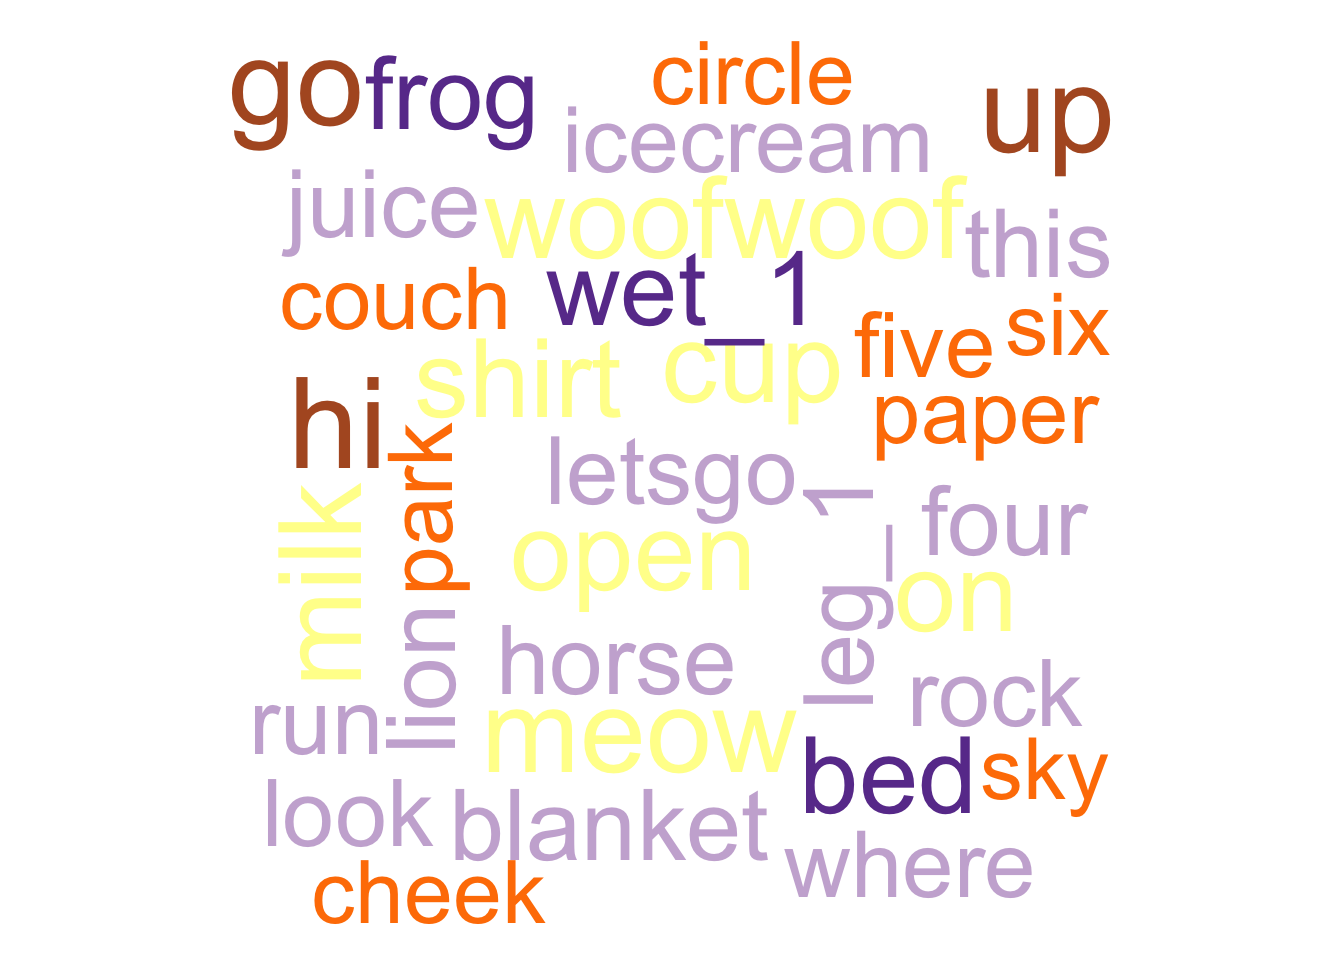 go
frog
circle
up
icecream
juice
woofwoof
this
couch
wet_1
six
five
shirt
cup
hi
paper
park
letsgo
milk
leg_1
four
open
on
lion
horse
rock
run
meow
bed
sky
look
blanket
where
cheek